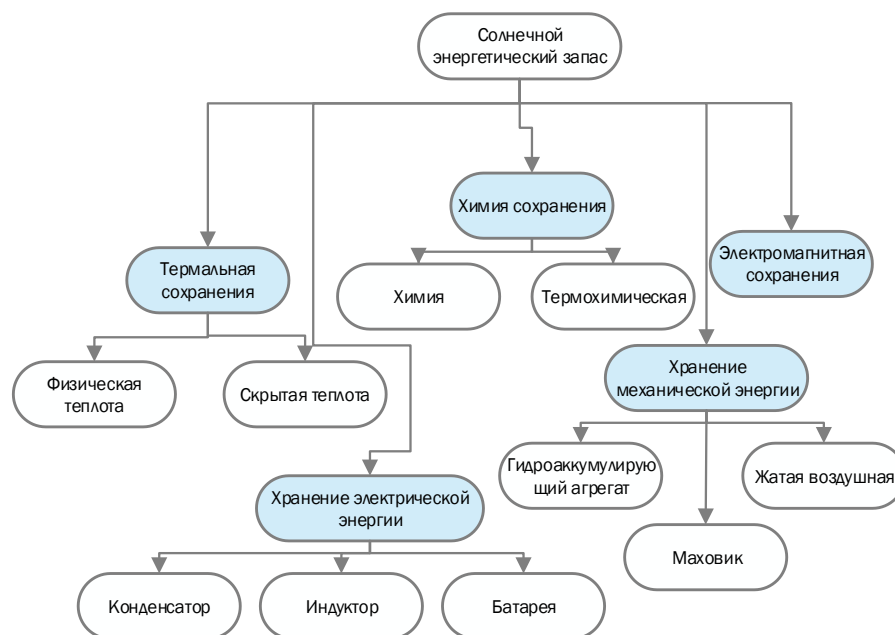 Солнечной
энергетический запас
Химия сохранения
Электромагнитная
сохранения
Термальная
сохранения
Химия
Термохимическая
Хранение
механической энергии
Физическая
теплота
Скрытая теплота
Гидроаккумулирую
щий агрегат
Жатая воздушная
Хранение электрической
энергии
Маховик
Конденсатор
Индуктор
Батарея